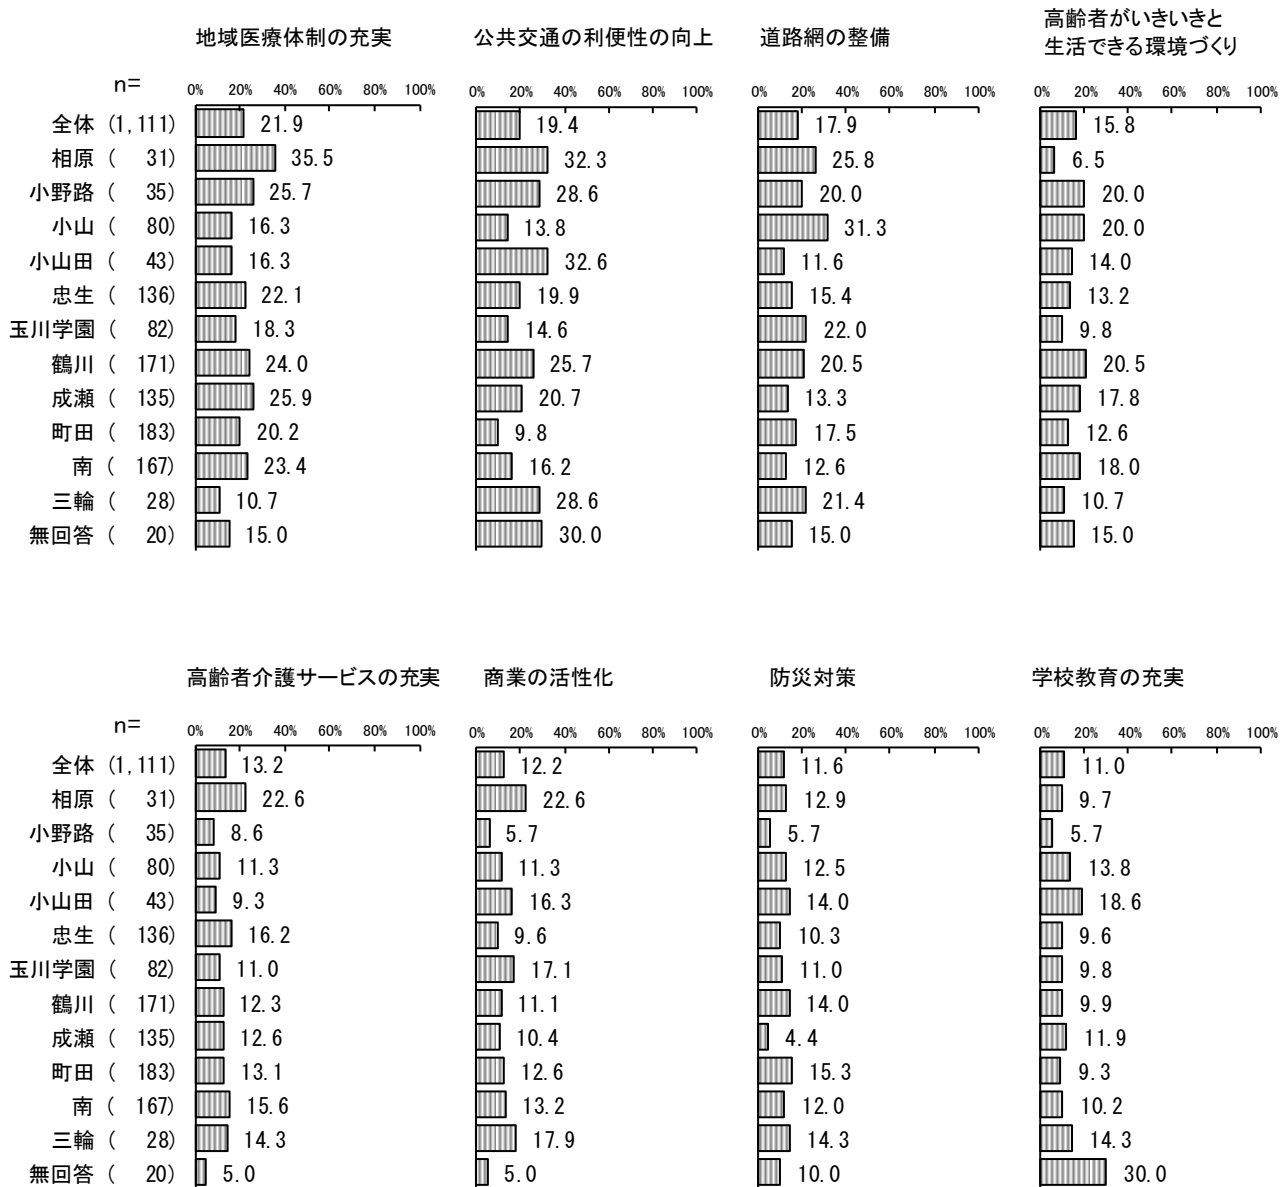 地域医療体制の充実 公共交通の利便性の向上 道路網の整備 高齢者がいきいきと
生活できる環境づくり
n= 0% 20% 40% 60% 80% 100% 0% 20% 40% 60% 80% 100% 0% 20% 40% 60% 80% 100% 0% 20% 40% 60% 80% 100%
全体 (1,111) 21.9 19.4 17.9 15.8
相原 ( 31) 35.5 32.3 25.8 6.5
小野路 ( 35) 25.7 28.6 20.0 20.0
小山 ( 80) 16.3 13.8 31.3 20.0
小山田 ( 43) 16.3 32.6 11.6 14.0
忠生 ( 136) 22.1 19.9 15.4 13.2
玉川学園 ( 82) 18.3 14.6 22.0 9.8
鶴川 ( 171) 24.0 25.7 20.5 20.5
成瀬 ( 135) 25.9 20.7 13.3 17.8
町田 ( 183) 20.2 9.8 17.5 12.6
南 ( 167) 23.4 16.2 12.6 18.0
三輪 ( 28) 10.7 28.6 21.4 10.7
無回答 ( 20) 15.0 30.0 15.0 15.0
高齢者介護サービスの充実 商業の活性化 防災対策 学校教育の充実
n= 0% 20% 40% 60% 80% 100% 0% 20% 40% 60% 80% 100% 0% 20% 40% 60% 80% 100% 0% 20% 40% 60% 80% 100%
全体 (1,111) 13.2 12.2 11.6 11.0
相原 ( 31) 22.6 22.6 12.9 9.7
小野路 ( 35) 8.6 5.7 5.7 5.7
小山 ( 80) 11.3 11.3 12.5 13.8
小山田 ( 43) 9.3 16.3 14.0 18.6
忠生 ( 136) 16.2 9.6 10.3 9.6
玉川学園 ( 82) 11.0 17.1 11.0 9.8
鶴川 ( 171) 12.3 11.1 14.0 9.9
成瀬 ( 135) 12.6 10.4 4.4 11.9
町田 ( 183) 13.1 12.6 15.3 9.3
南 ( 167) 15.6 13.2 12.0 10.2
三輪 ( 28) 14.3 17.9 14.3 14.3
無回答 ( 20) 5.0 5.0 10.0 30.0